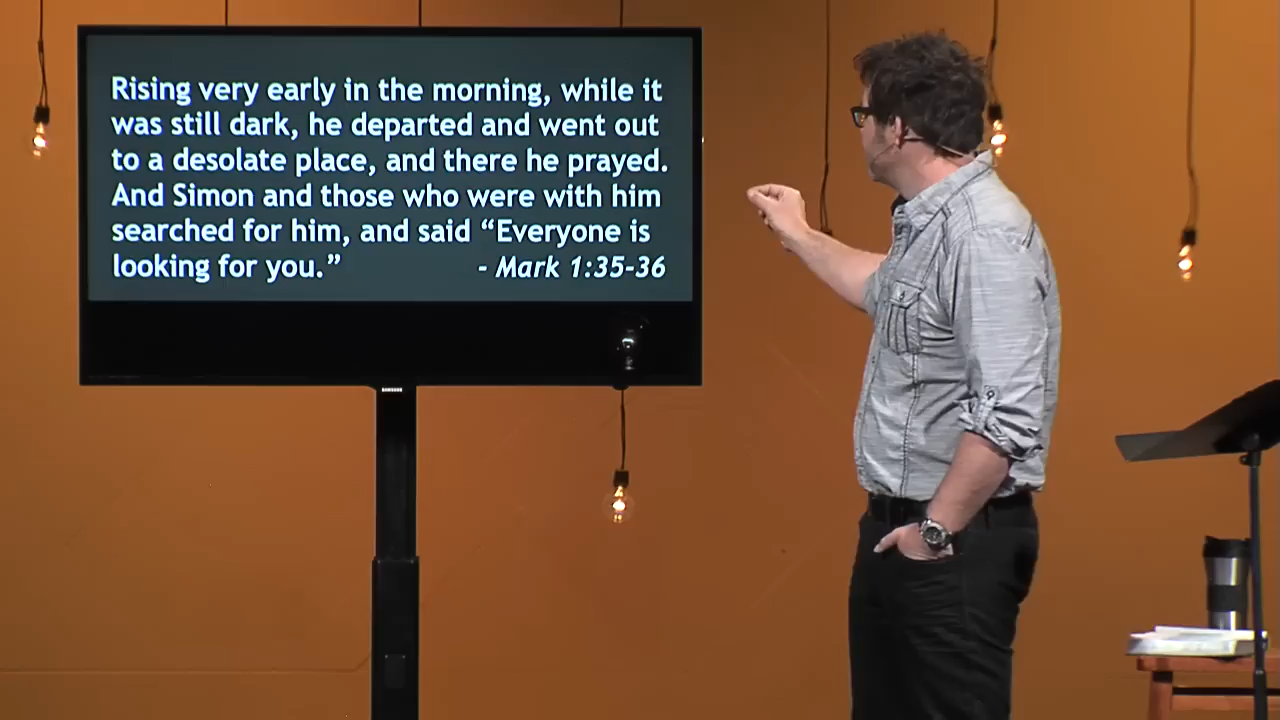 Rising very early in the morning, while it
was still dark, he departed and went out
to a desolate place, and there he prayed.
And Simon and those who were with him
searched for him, and said “Everyone is
looking for you.” - Mark 1:35-36
SAMSUNG